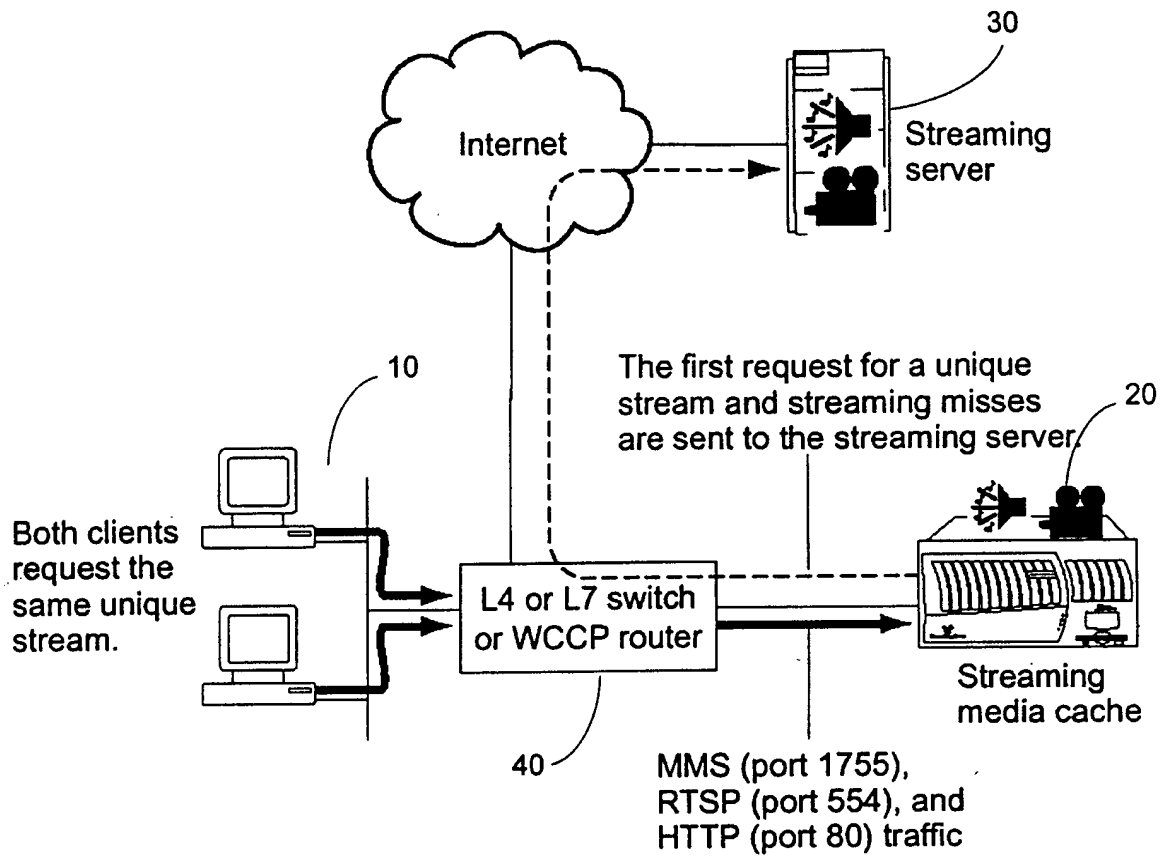 30
Internet
Streaming
server
10
The first request for a unique
stream and streaming misses
are sent to the streaming server.
20
Both clients
request the
same unique
stream.
L4 or L7 switch
or WCCP router
Streaming
media cache
40
MMS (port 1755),
RTSP (port 554), and
HTTP (port 80) traffic